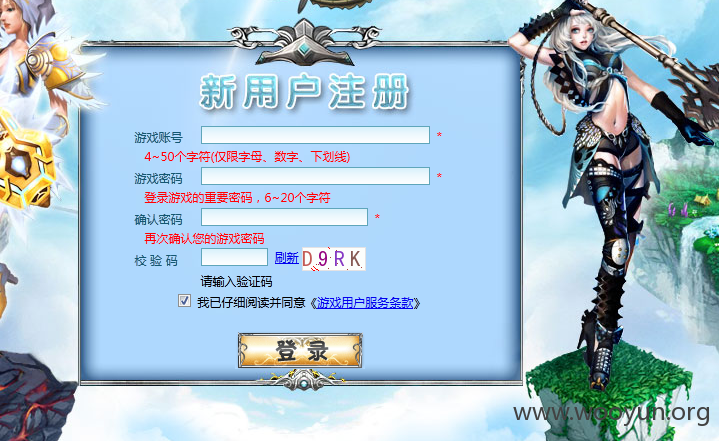 新用户注册
游戏账号 *
4~50个字符(仅限字母、数字、下划线)
游戏密码 *
登录游戏的重要密码，6~20个字符
确认密码 *
再次确认您的游戏密码
校 验 码 刷新 D9RK
请输入验证码
我已仔细阅读并同意《游戏用户服务条款》
登 录
www.wooyun.org